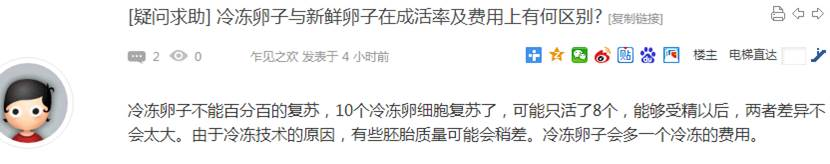 [疑问求助] 冷冻卵子与新鲜卵子在成活率及费用上有何区别? [复制链接]
2 0 乍见之欢 发表于 4 小时前 贴 楼主 电梯直达
冷冻卵子不能百分百的复苏，10个冷冻卵细胞复苏了，可能只活了8个，能够受精以后，两者差异不
会太大。由于冷冻技术的原因，有些胚胎质量可能会稍差。冷冻卵子会多一个冷冻的费用。